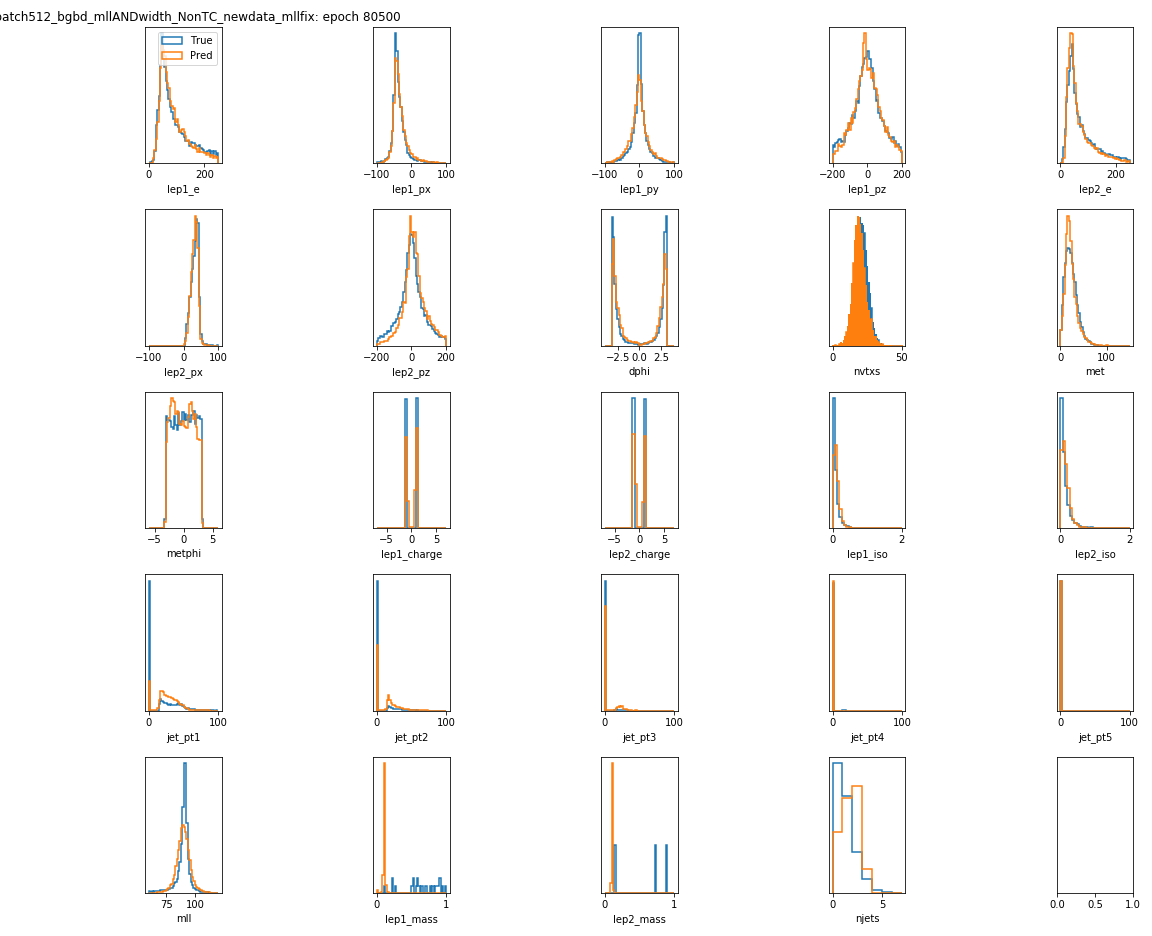 batch512_bgbd_mllANDwidth_NonTC_newdata_mllfix: epoch 80500
True
Pred
0 200
−100 0 100
−100 0 100
−200 0 200
0 200
lep1_e lep1_px lep1_py lep1_pz lep2_e
−100 0 100
−200 0 200
−2.5 0.0 2.5
0 50
0 100
lep2_px lep2_pz dphi nvtxs met
−5 0 5
−5 0 5
−5 0 5
0 2
0 2
metphi lep1_charge lep2_charge lep1_iso lep2_iso
0 100
0 100
0 100
0 100
0 100
jet_pt1 jet_pt2 jet_pt3 jet_pt4 jet_pt5
75 100
0 1
0 1
0 5
0.0 0.5 1.0
mll lep1_mass lep2_mass njets